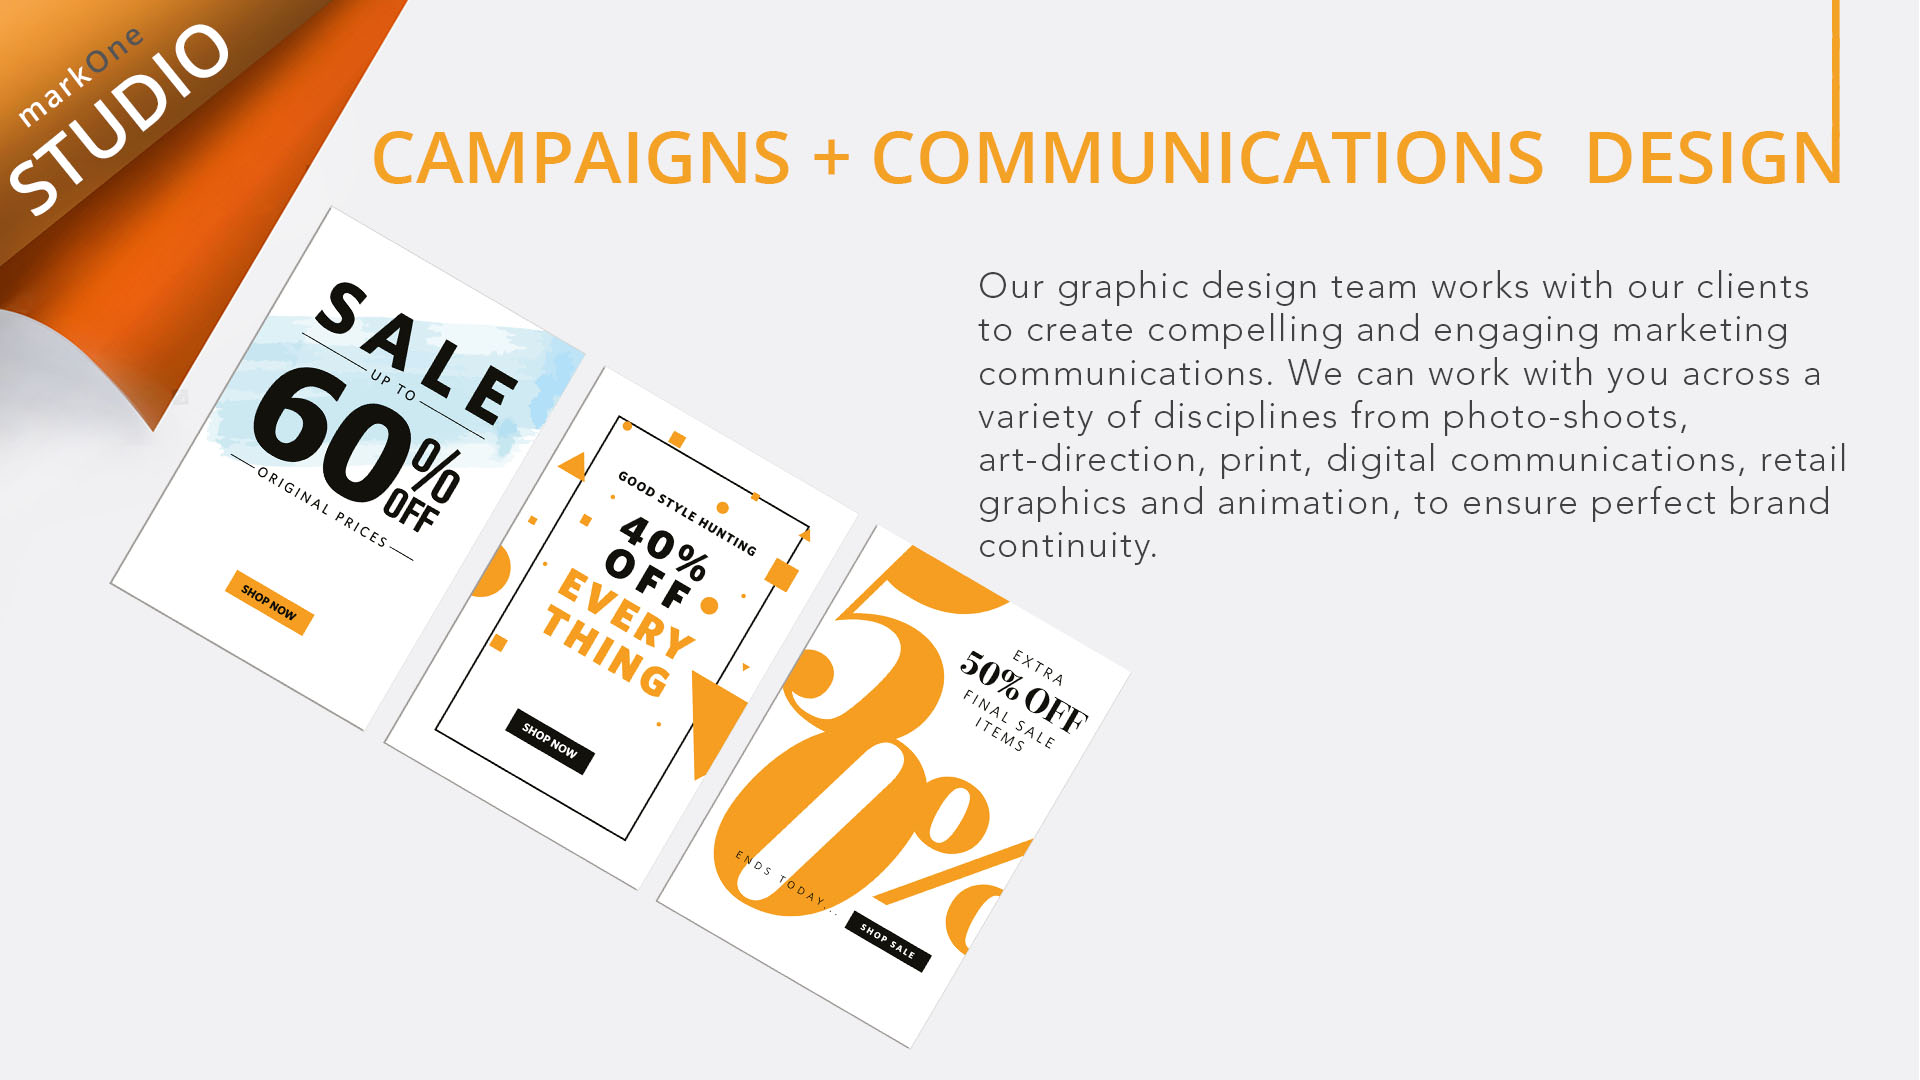 markOne
STUDIO
CAMPAIGNS + COMMUNICATIONS DESIGN
Our graphic design team works with our clients
to create compelling and engaging marketing
communications. We can work with you across a
variety of disciplines from photo-shoots,
art-direction, print, digital communications, retail
graphics and animation, to ensure perfect brand
continuity.
SALE
UP TO
60%
OFF
ORIGINAL PRICES
SHOP NOW
GOOD STYLE HUNTING
40%
OFF
EVERY
THING
SHOP NOW
50%
EXTRA
50% OFF
FINAL SALE
ITEMS
ENDS TODAY...
SHOP SALE